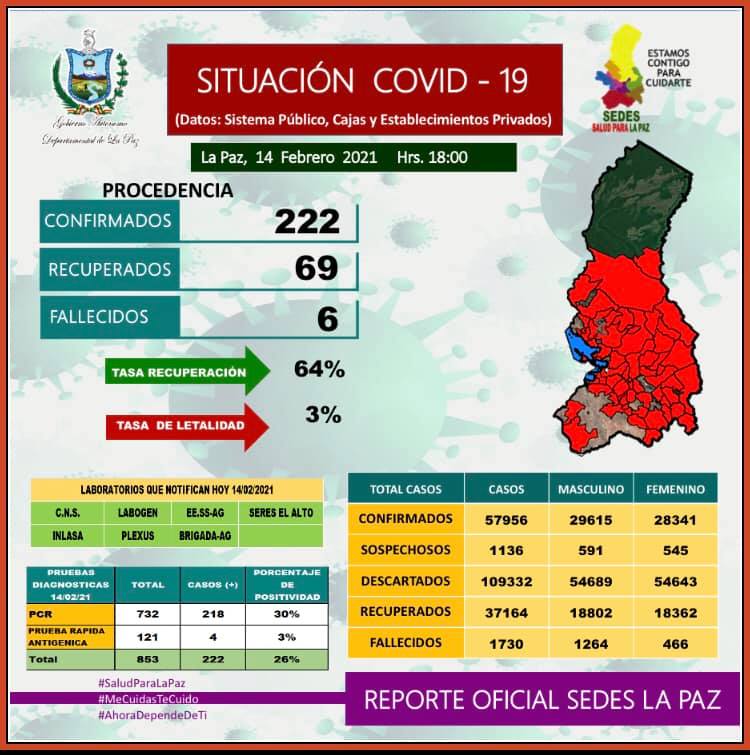 Gobierno Autónomo
Departamental de La Paz
SITUACIÓN COVID - 19
(Datos: Sistema Público, Cajas y Establecimientos Privados)
ESTAMOS
CONTIGO
PARA
CUIDARTE
SEDES
SALUD PARA LA PAZ
La Paz, 14 Febrero 2021 Hrs. 18:00
PROCEDENCIA
CONFIRMADOS 222
RECUPERADOS 69
FALLECIDOS 6
TASA RECUPERACIÓN 64%
TASA DE LETALIDAD 3%
LABORATORIOS QUE NOTIFICAN HOY 14/02/2021
C.N.S. LABOGEN EE.SS-AG SERES EL ALTO
INLASA PLEXUS BRIGADA-AG
PRUEBAS
DIAGNOSTICAS
14/02/21
TOTAL
CASOS (+)
PORCENTAJE
DE
POSITIVIDAD
PCR 732 218 30%
PRUEBA RAPIDA
ANTIGENICA
121 4 3%
Total 853 222 26%
TOTAL CASOS CASOS MASCULINO FEMENINO
CONFIRMADOS 57956 29615 28341
SOSPECHOSOS 1136 591 545
DESCARTADOS 109332 54689 54643
RECUPERADOS 37164 18802 18362
FALLECIDOS 1730 1264 466
#SaludParaLaPaz
#MeCuidasTeCuido
#AhoraDependeDeTi
REPORTE OFICIAL SEDES LA PAZ